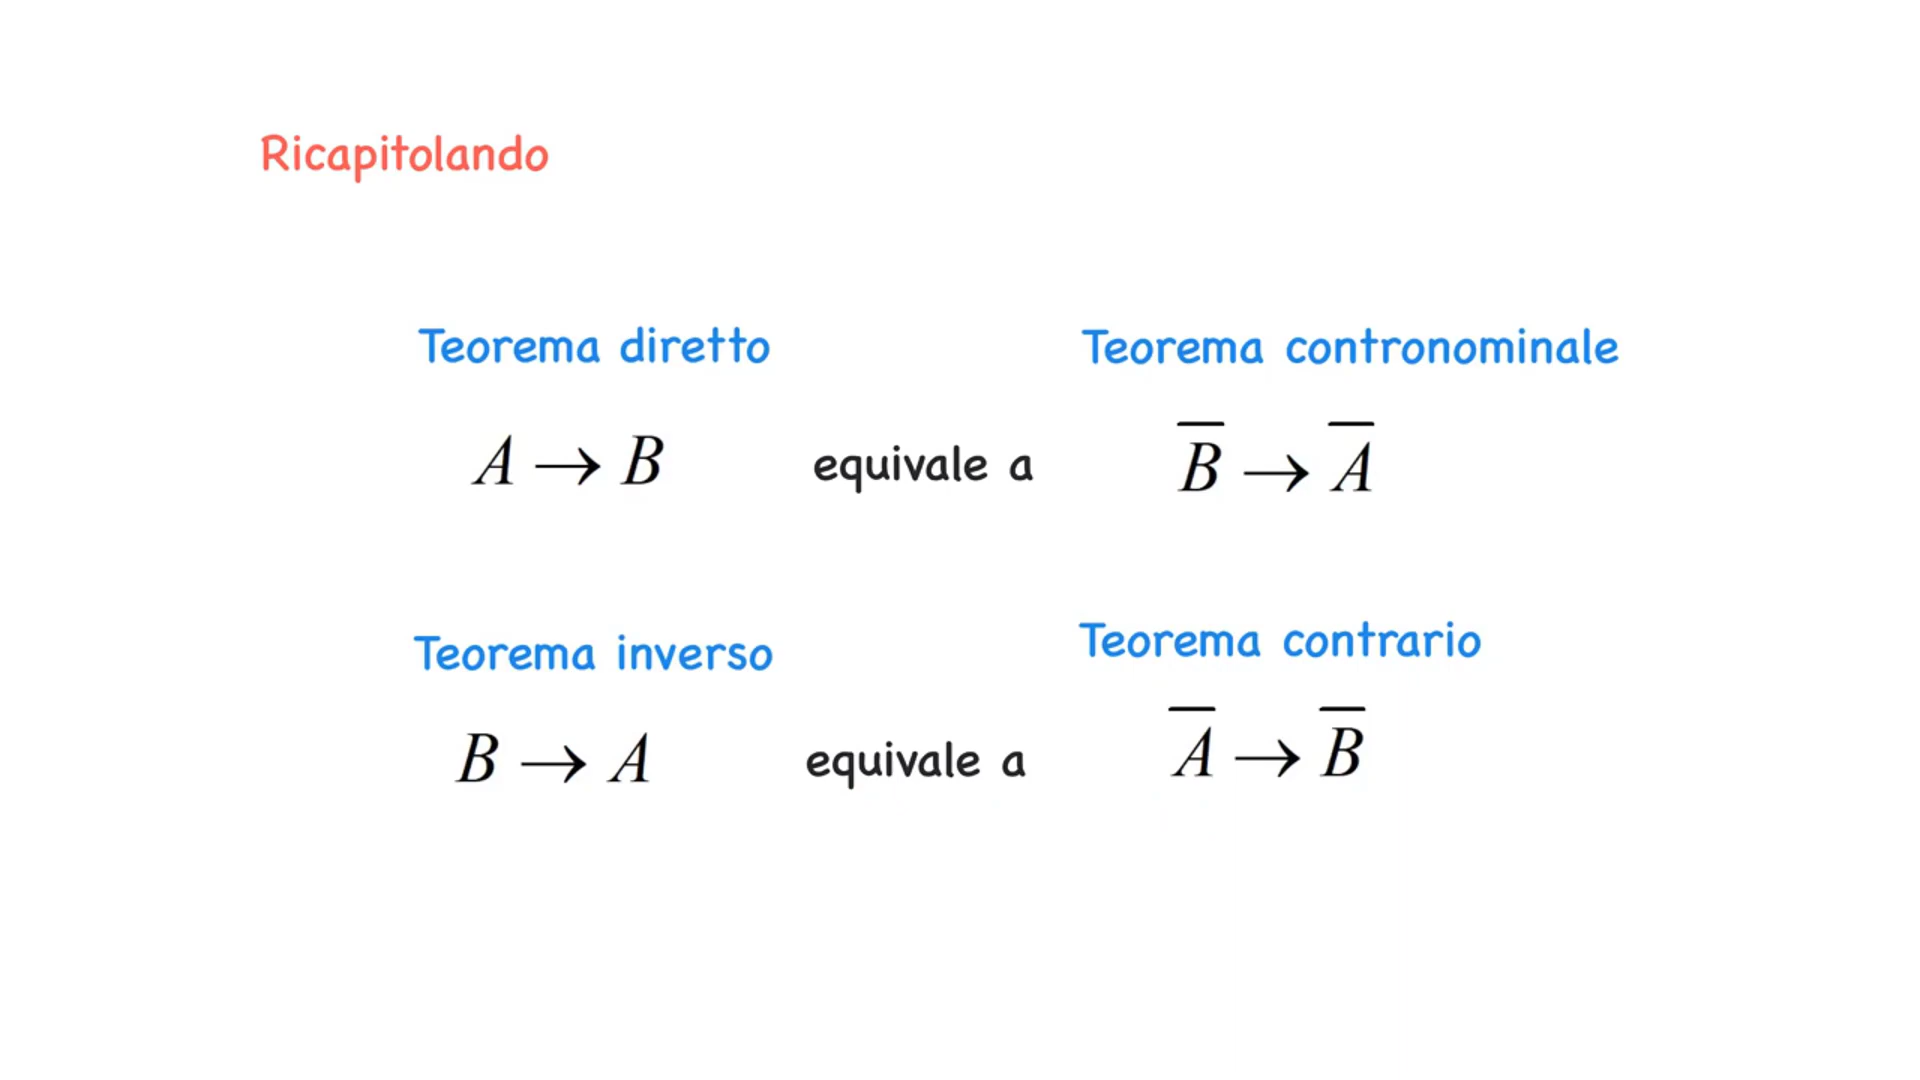 Ricapitolando
Teorema diretto
Teorema contronominale
A → B equivale a B̅ → A̅
Teorema inverso
Teorema contrario
B → A equivale a A̅ → B̅